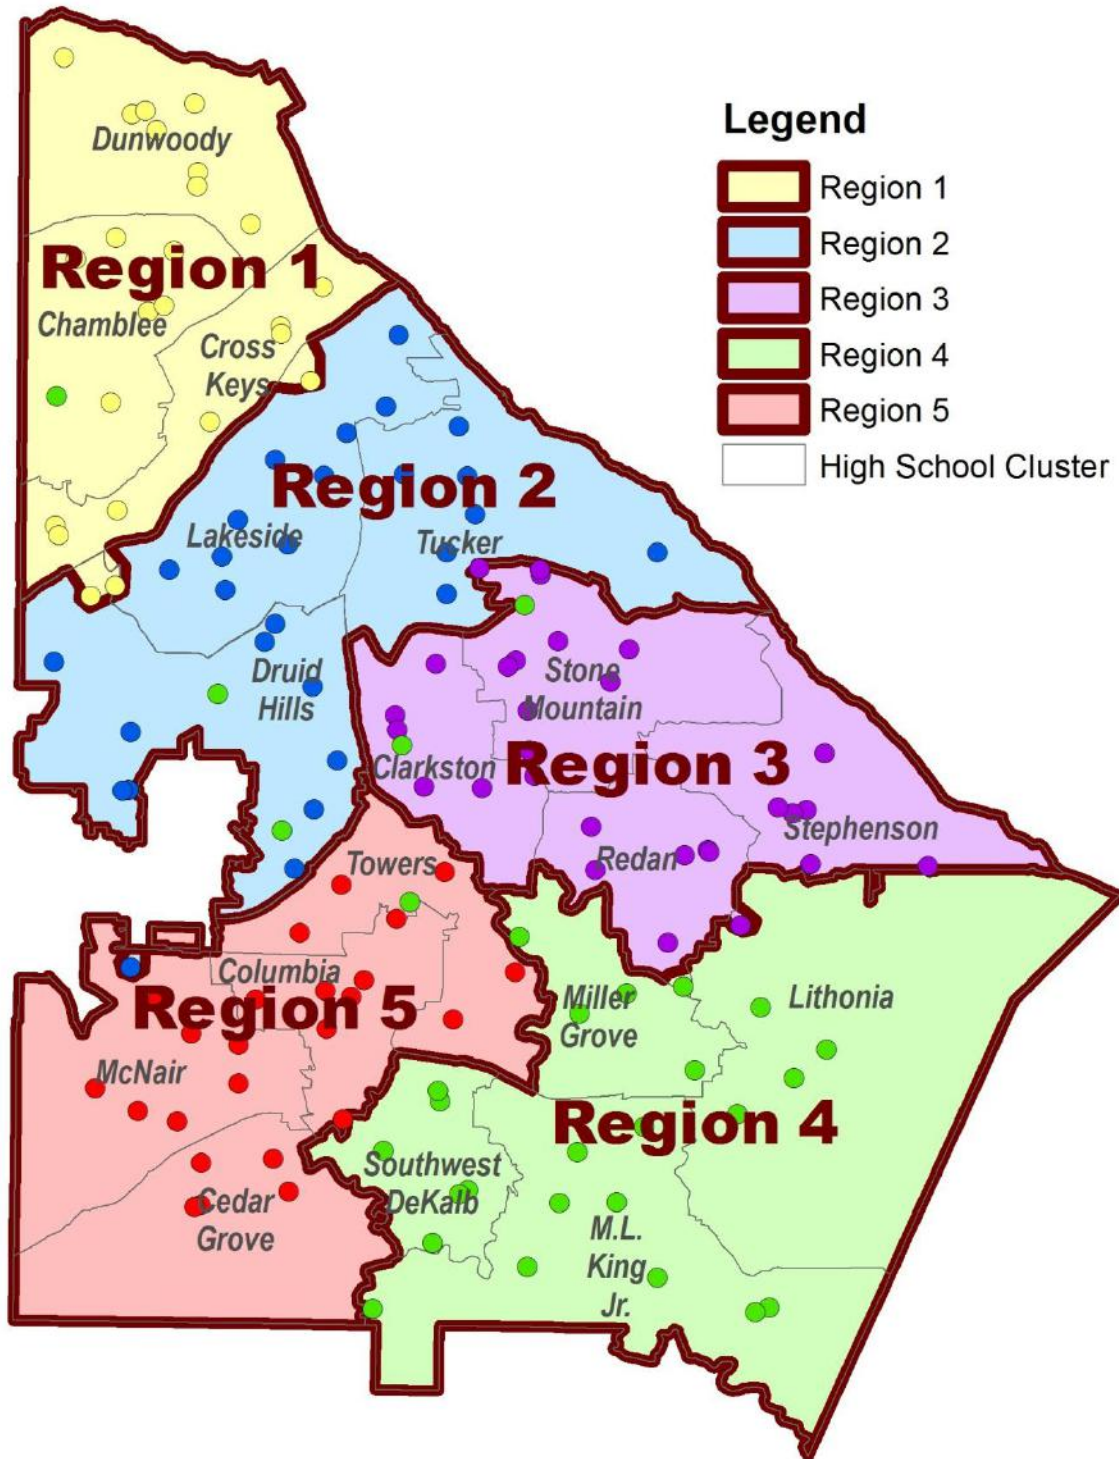 Legend
Region 1
Region 2
Region 3
Region 4
Region 5
High School Cluster
Dunwoody
Region 1
Chamblee
Cross
Keys
Region 2
Lakeside
Tucker
Druid
Hills
Stone
Mountain
Clarkston
Region 3
Stephenson
Redan
Towers
Columbia
Region 5
McNair
Cedar
Grove
Miller
Grove
Lithonia
Region 4
Southwest
DeKalb
M.L.
King
Jr.